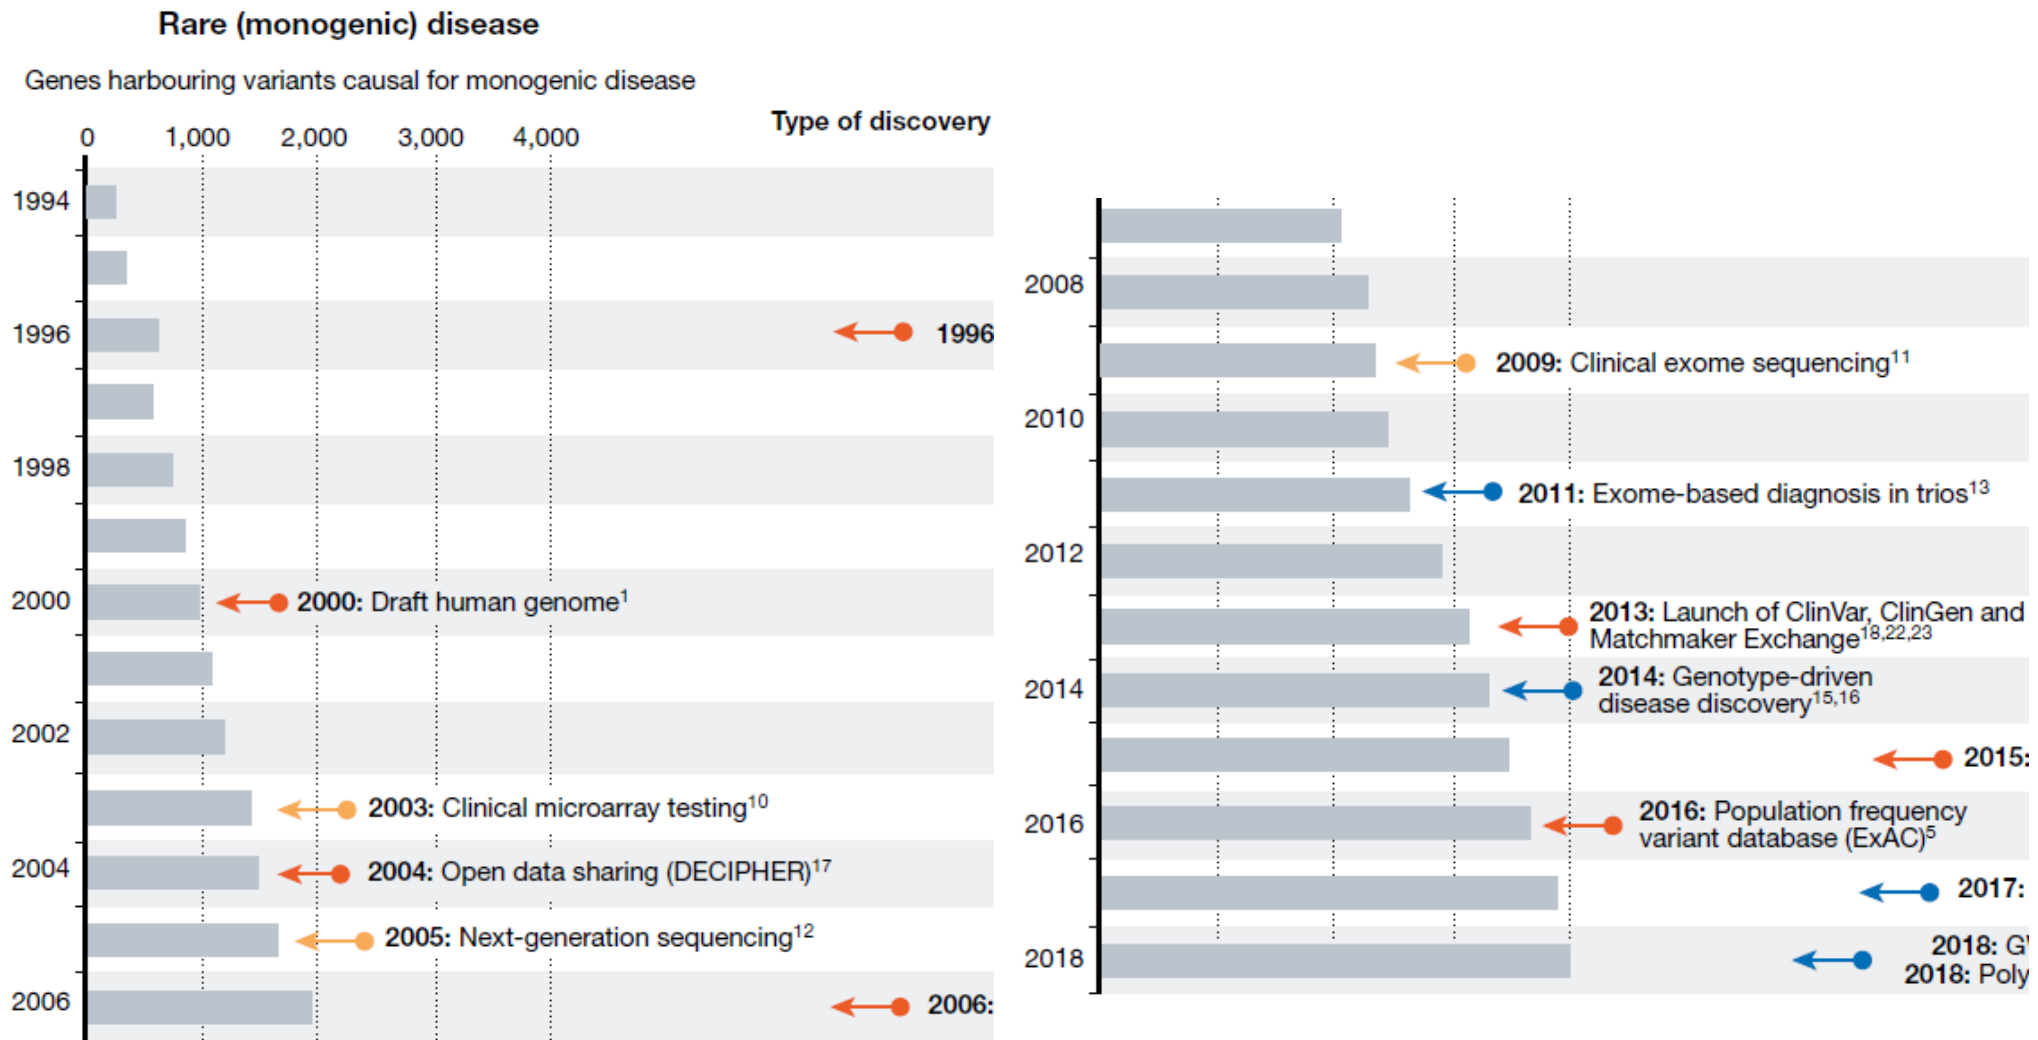 Rare (monogenic) disease
Genes harbouring variants causal for monogenic disease
Type of discovery
0 1,000 2,000 3,000 4,000
1994
1996
1996
1998
2000
2000: Draft human genome1
2002
2003: Clinical microarray testing10
2004
2004: Open data sharing (DECIPHER)17
2005: Next-generation sequencing12
2006
2006:
2008
2009: Clinical exome sequencing11
2010
2011: Exome-based diagnosis in trios13
2012
2013: Launch of ClinVar, ClinGen and
Matchmaker Exchange18,22,23
2014
2014: Genotype-driven
disease discovery15,16
2015:
2016
2016: Population frequency
variant database (ExAC)5
2017:
2018
2018: G
2018: Poly